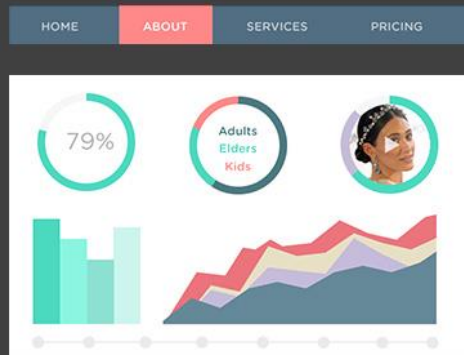 HOME ABOUT SERVICES PRICING
79%
Adults
Elders
Kids